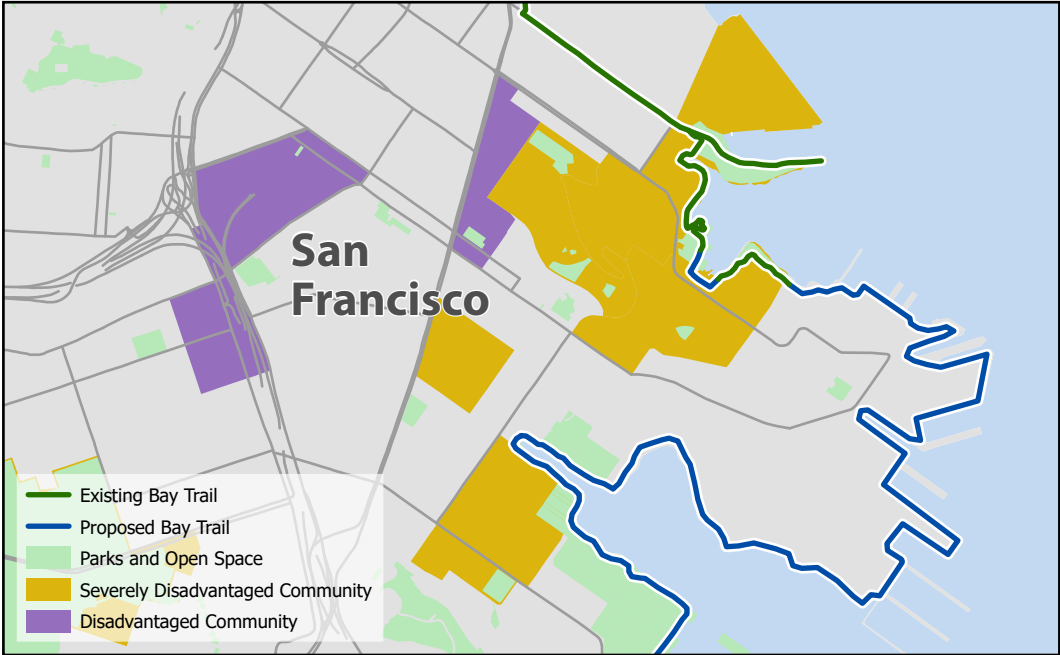 San
Francisco
Existing Bay Trail
Proposed Bay Trail
Parks and Open Space
Severely Disadvantaged Community
Disadvantaged Community